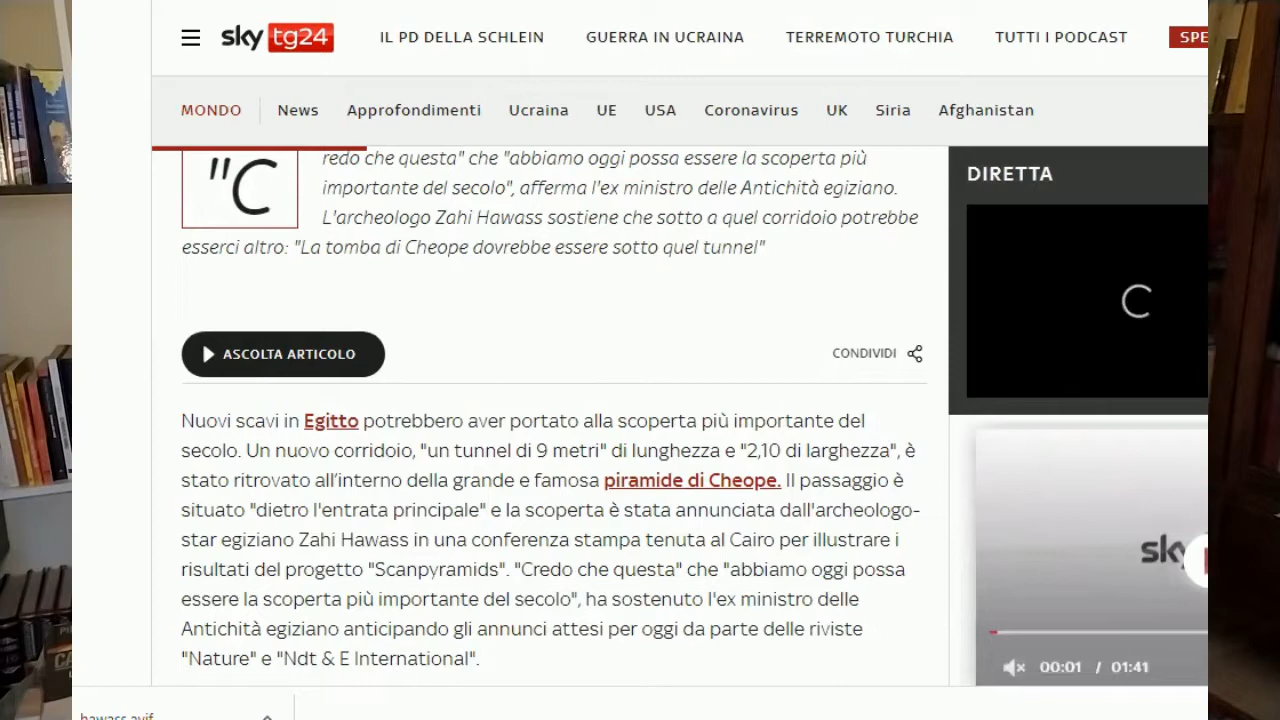 sky tg24
IL PD DELLA SCHLEIN
GUERRA IN UCRAINA
TERREMOTO TURCHIA
TUTTI I PODCAST
SPE
MONDO
News
Approfondimenti
Ucraina
UE
USA
Coronavirus
UK
Siria
Afghanistan
"C
redo che questa" che "abbiamo oggi possa essere la scoperta più
importante del secolo", afferma l'ex ministro delle Antichità egiziano.
L'archeologo Zahi Hawass sostiene che sotto a quel corridoio potrebbe
esserci altro: "La tomba di Cheope dovrebbe essere sotto quel tunnel"
DIRETTA
ASCOLTA ARTICOLO
CONDIVIDI
Nuovi scavi in Egitto potrebbero aver portato alla scoperta più importante del
secolo. Un nuovo corridoio, "un tunnel di 9 metri" di lunghezza e "2,10 di larghezza", è
stato ritrovato all’interno della grande e famosa piramide di Cheope. Il passaggio è
situato "dietro l'entrata principale" e la scoperta è stata annunciata dall'archeologo-
star egiziano Zahi Hawass in una conferenza stampa tenuta al Cairo per illustrare i
risultati del progetto "Scanpyramids". "Credo che questa" che "abbiamo oggi possa
essere la scoperta più importante del secolo", ha sostenuto l'ex ministro delle
Antichità egiziano anticipando gli annunci attesi per oggi da parte delle riviste
"Nature" e "Ndt & E International".
sky
00:01 / 01:41
hawass.avif